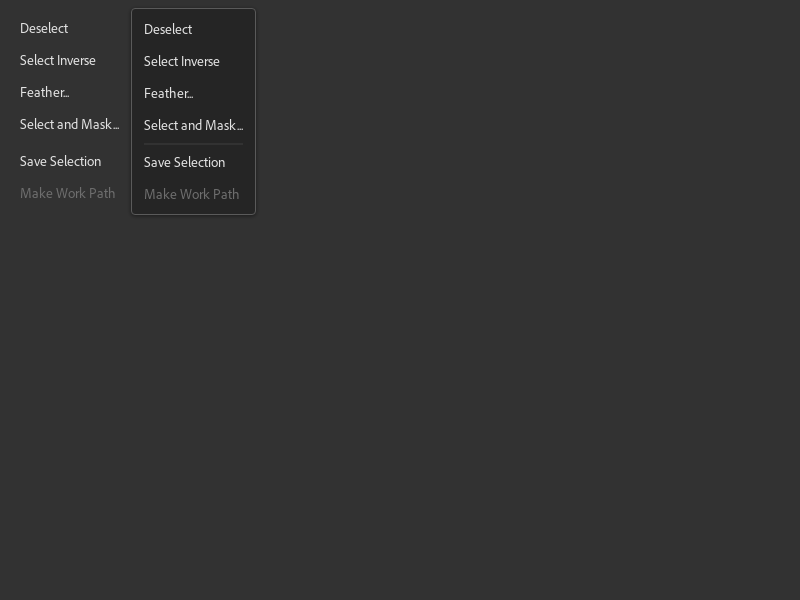 Deselect
Select Inverse
Feather...
Select and Mask...
Save Selection
Make Work Path
Deselect
Select Inverse
Feather...
Select and Mask...
Save Selection
Make Work Path